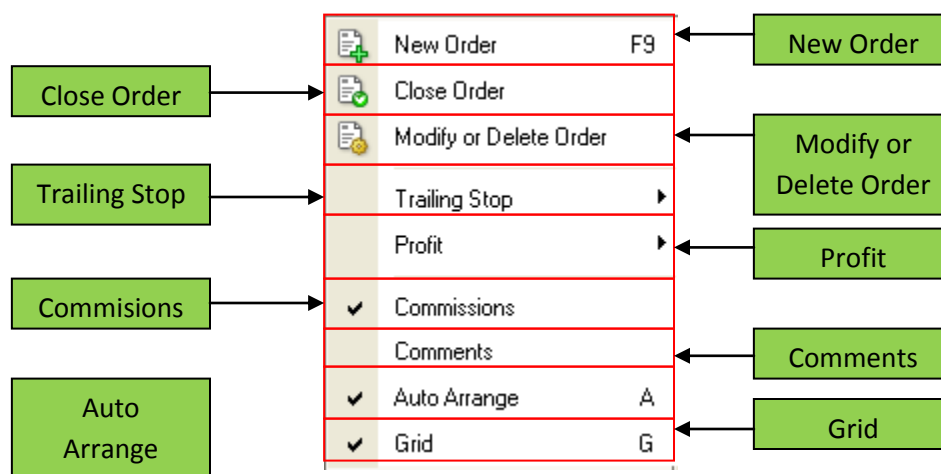 New Order F9
Close Order
Modify or Delete Order
Trailing Stop
Profit
Commissions
Comments
Auto Arrange A
Grid G
Close Order
Trailing Stop
Commisions
Auto
Arrange
New Order
Modify or
Delete Order
Profit
Comments
Grid